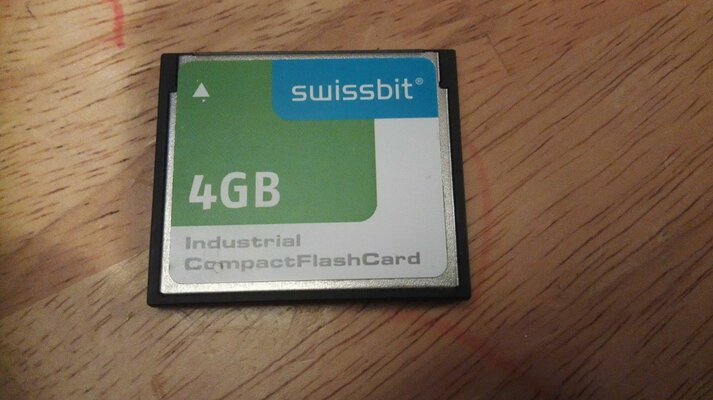 swissbit®
4GB
Industrial
CompactFlashCard